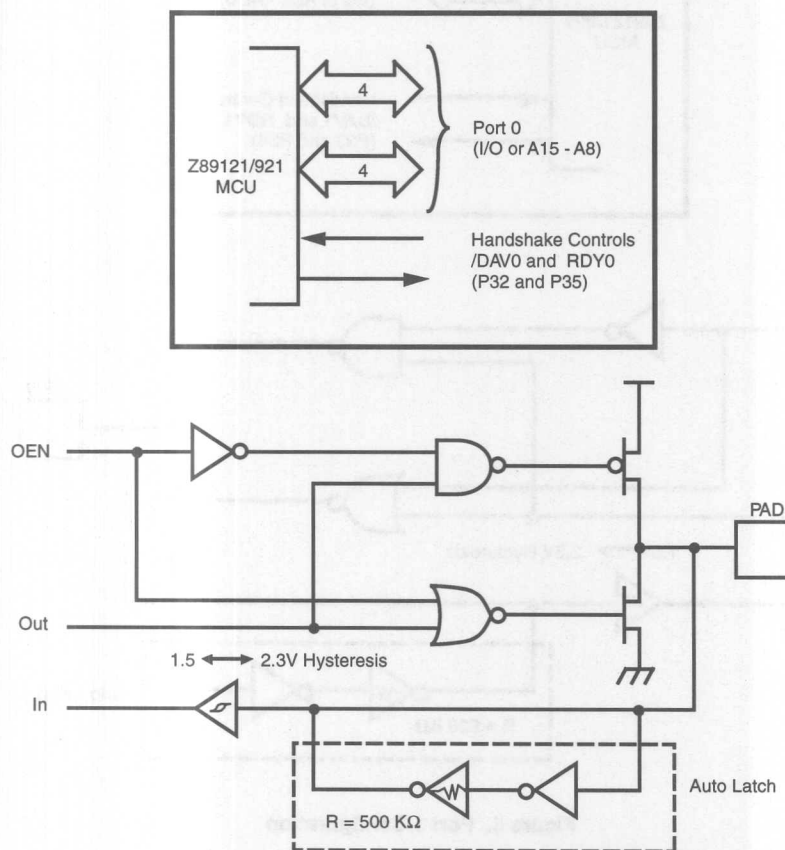 4
Port 0
(I/O or A15 - A8)
Z89121/921
MCU
4
Handshake Controls
/DAV0 and RDY0
(P32 and P35)
OEN
PAD
Out
1.5 2.3V Hysteresis
In
Auto Latch
R = 500 KΩ